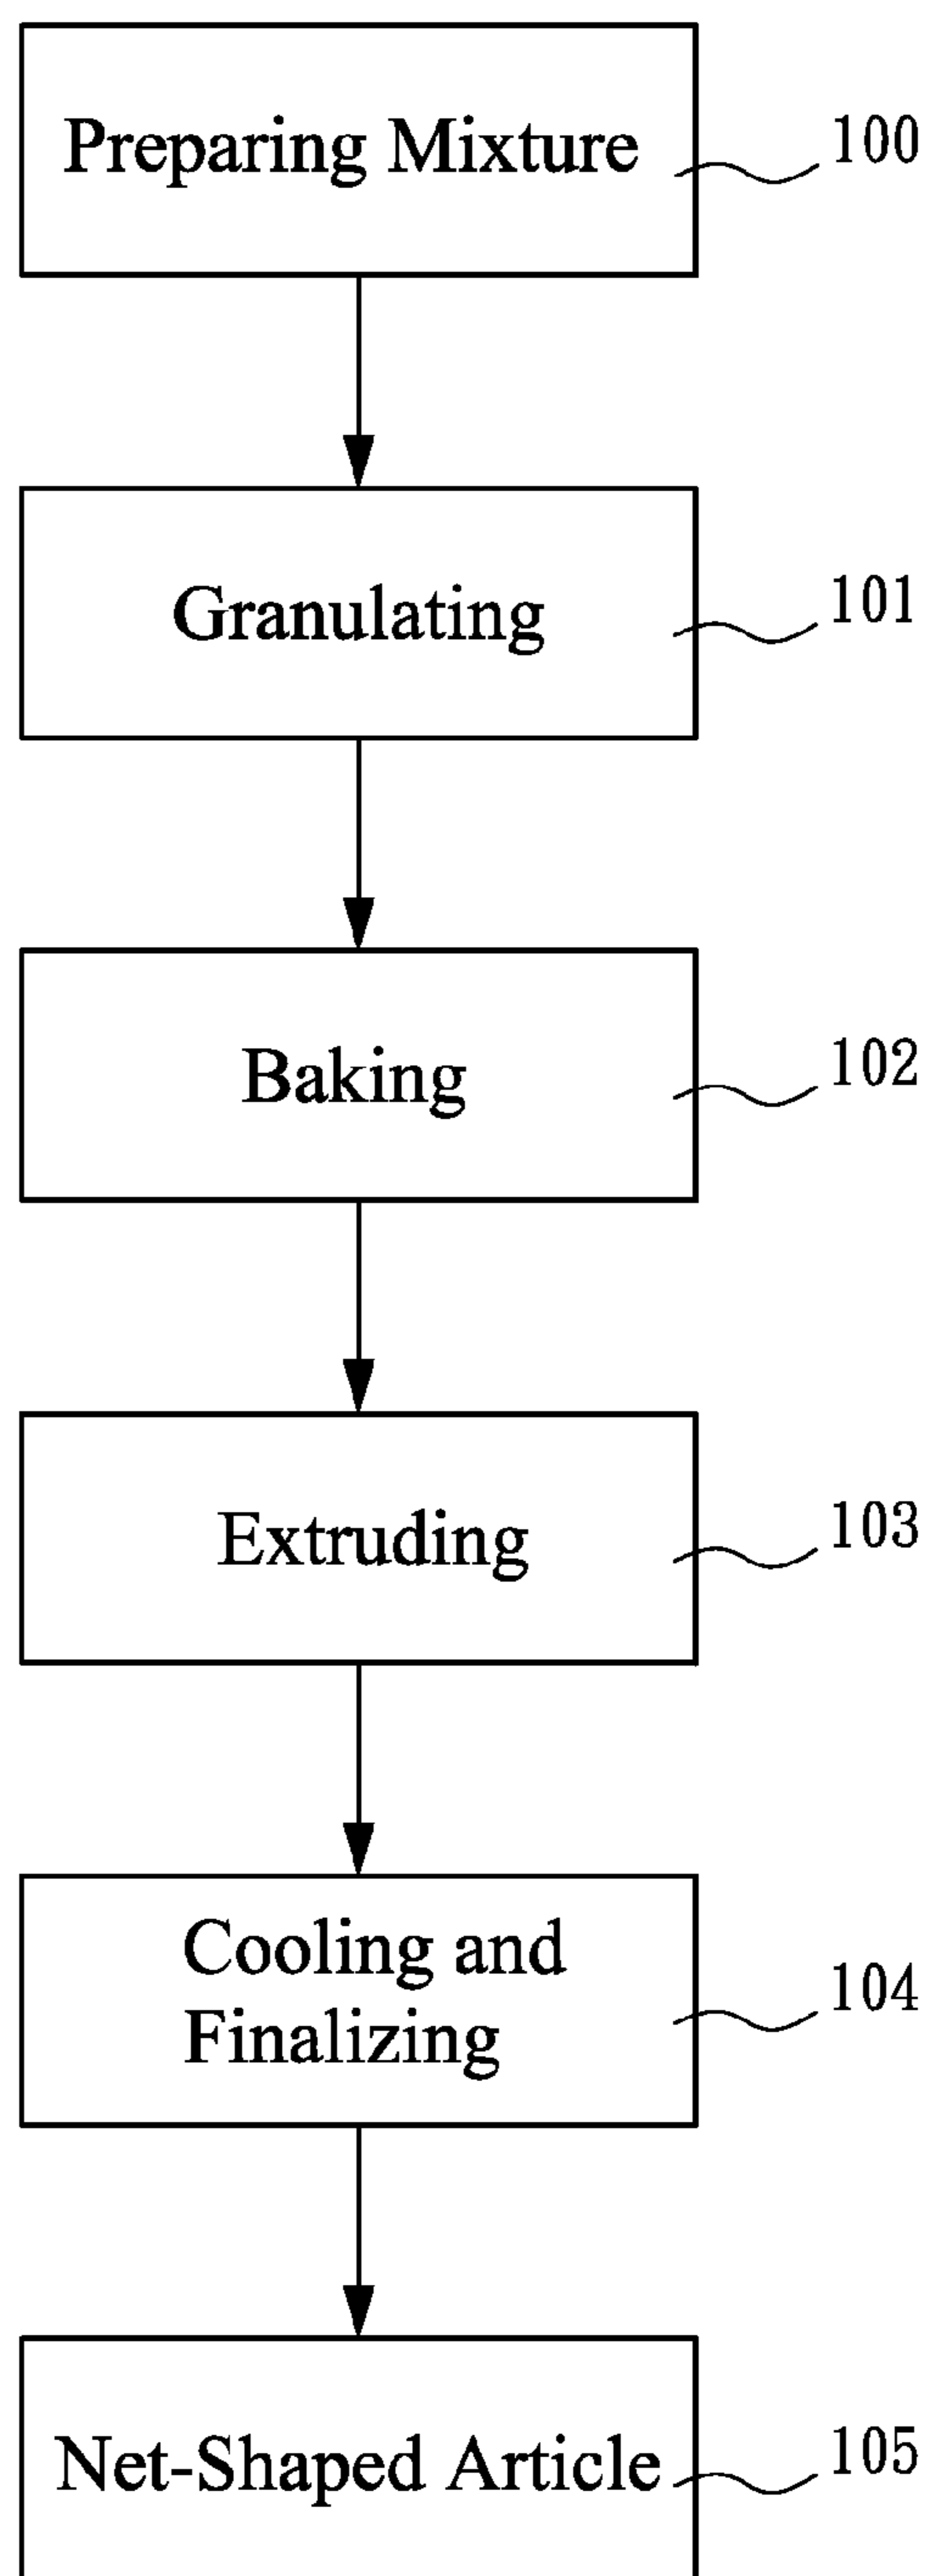 Preparing Mixture
100
Granulating
101
Baking
102
Extruding
103
Cooling and
Finalizing
104
Net-Shaped Article
105